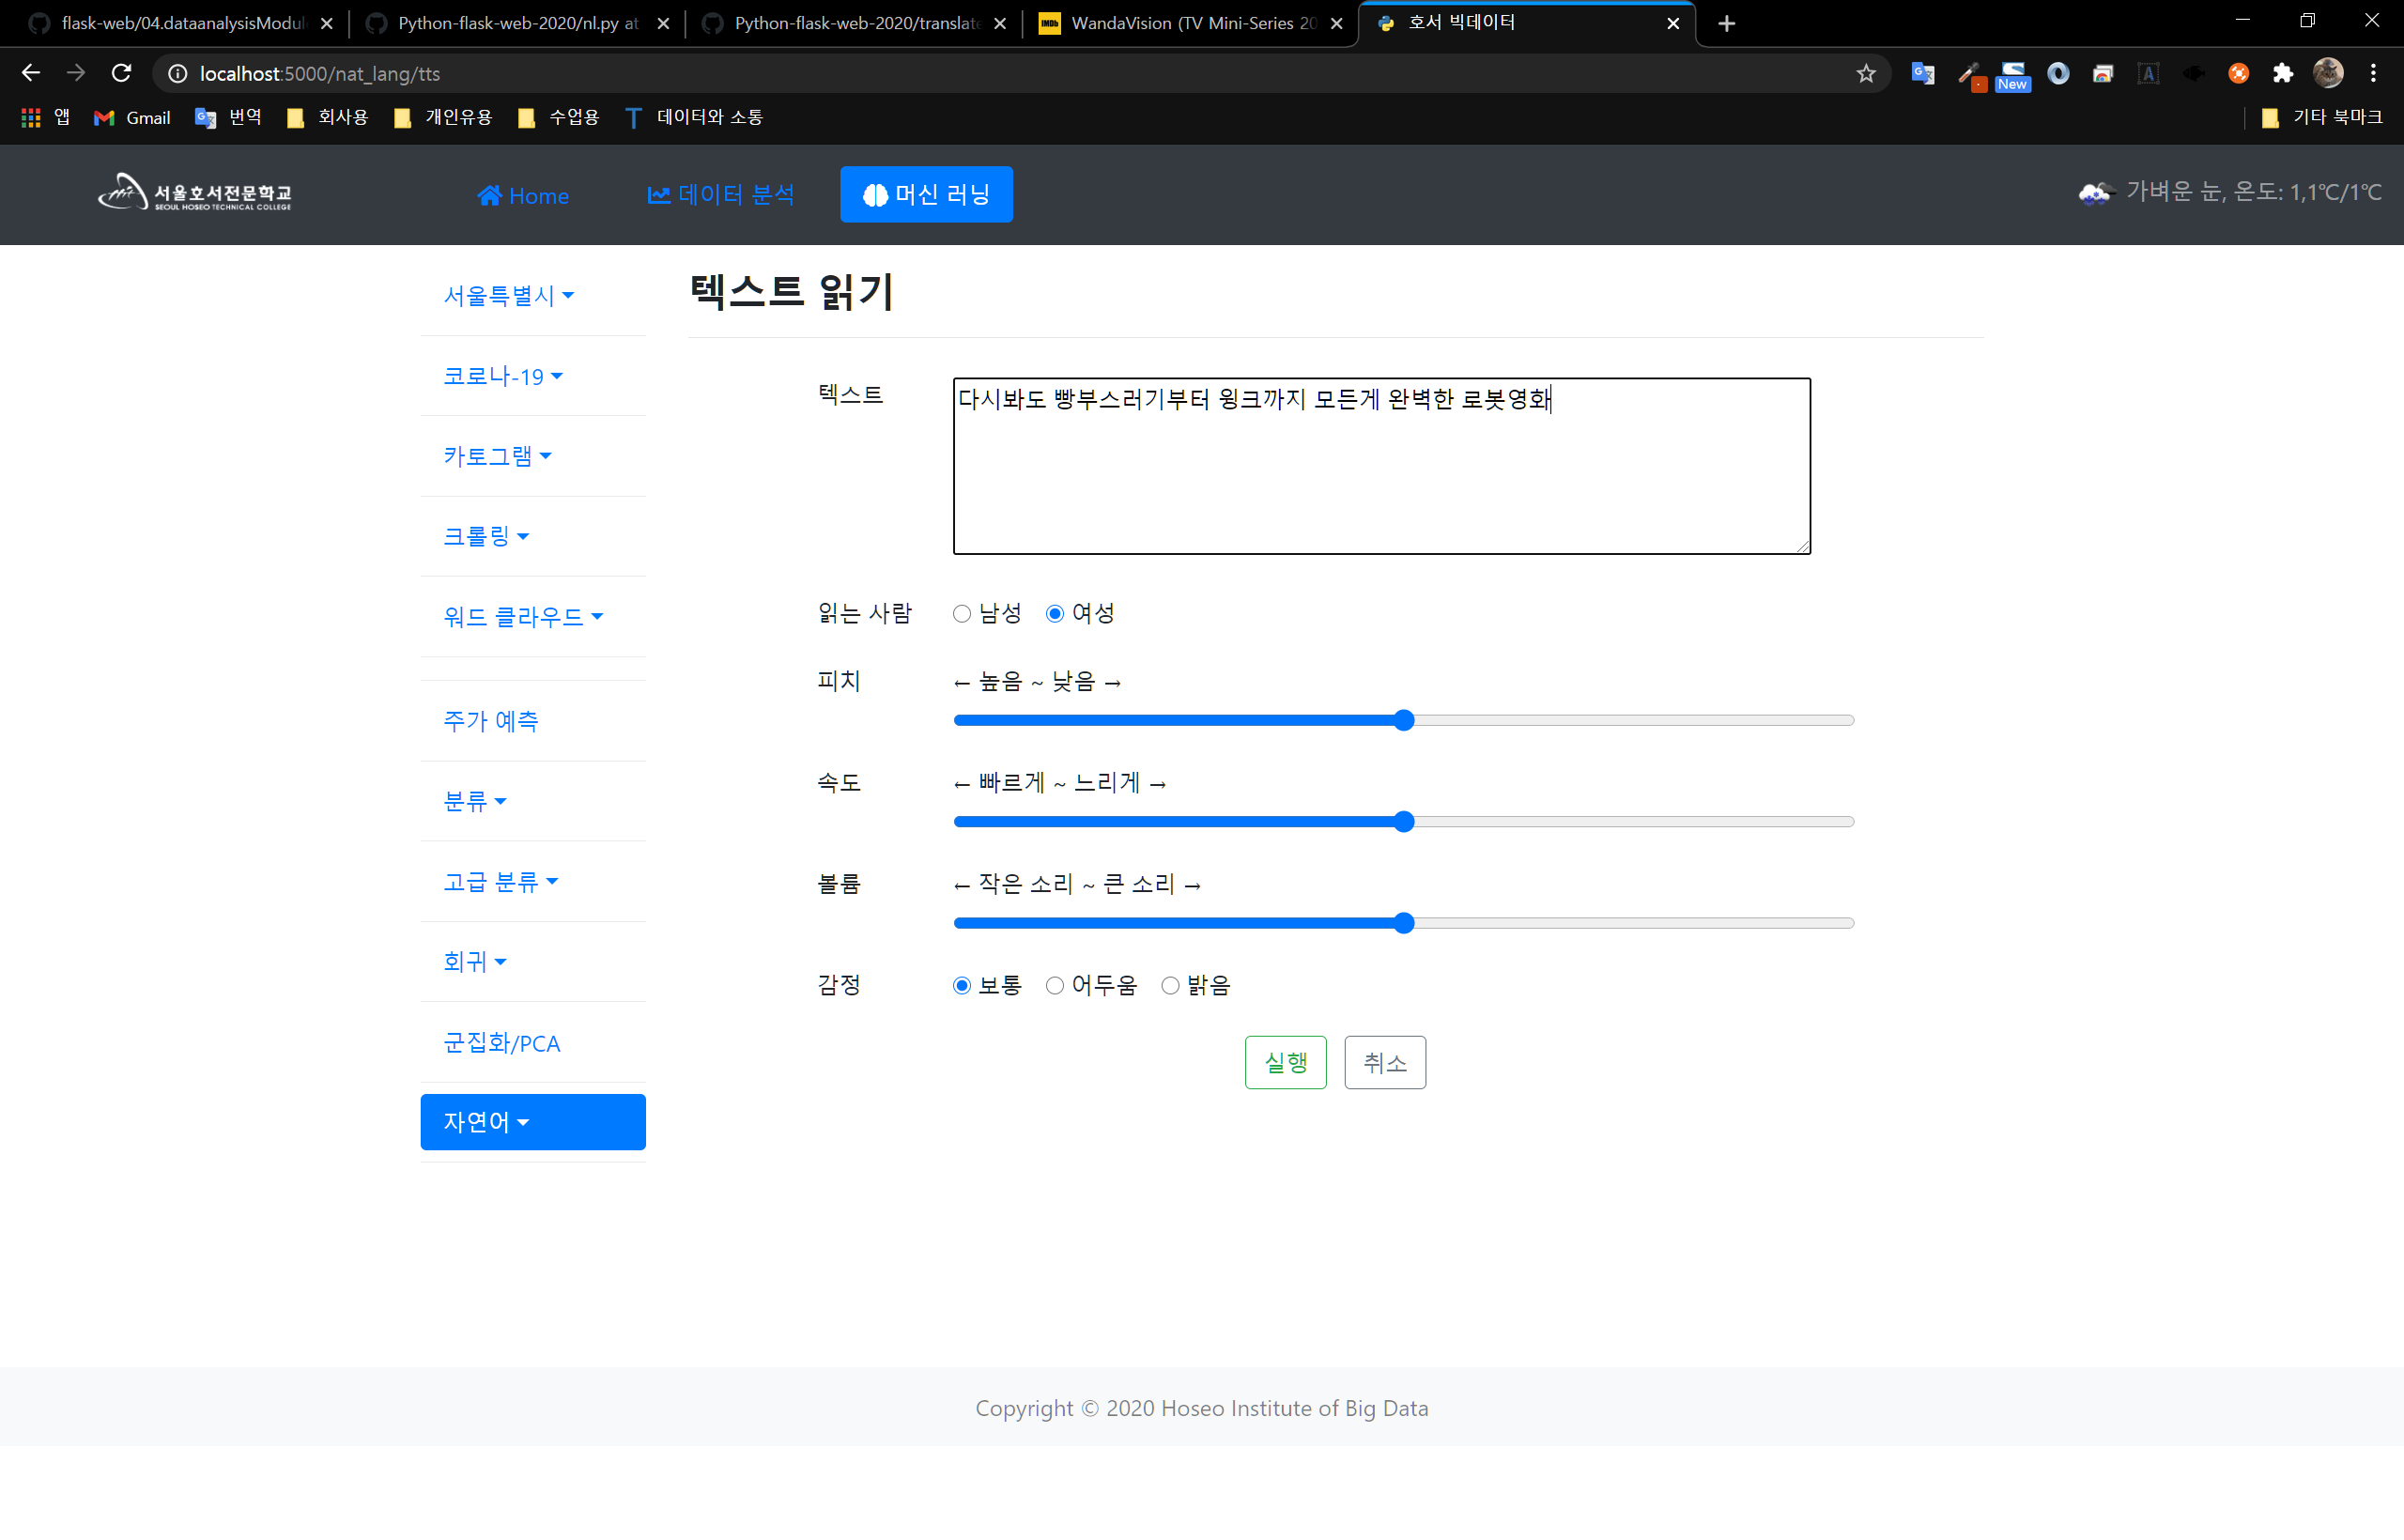 flask-web/04.dataanalysisModul
Python-flask-web-2020/nl.py at
Python-flask-web-2020/translate
IMDb WandaVision (TV Mini-Series 20
호서 빅데이터
localhost:5000/nat_lang/tts
New
앱 Gmail 번역 회사용 개인유용 수업용 데이터와 소통 기타 북마크
서울호서전문학교
SEOUL HOSEO TECHNICAL COLLEGE
Home 데이터 분석 머신 러닝 가벼운 눈, 온도: 1,1℃/1℃
서울특별시
코로나-19
카토그램
크롤링
워드 클라우드
주가 예측
분류
고급 분류
회귀
군집화/PCA
자연어
텍스트 읽기
텍스트 다시봐도 빵부스러기부터 윙크까지 모든게 완벽한 로봇영화
읽는 사람 남성 여성
피치 ← 높음 ~ 낮음 →
속도 ← 빠르게 ~ 느리게 →
볼륨 ← 작은 소리 ~ 큰 소리 →
감정 보통 어두움 밝음
실행 취소
Copyright © 2020 Hoseo Institute of Big Data